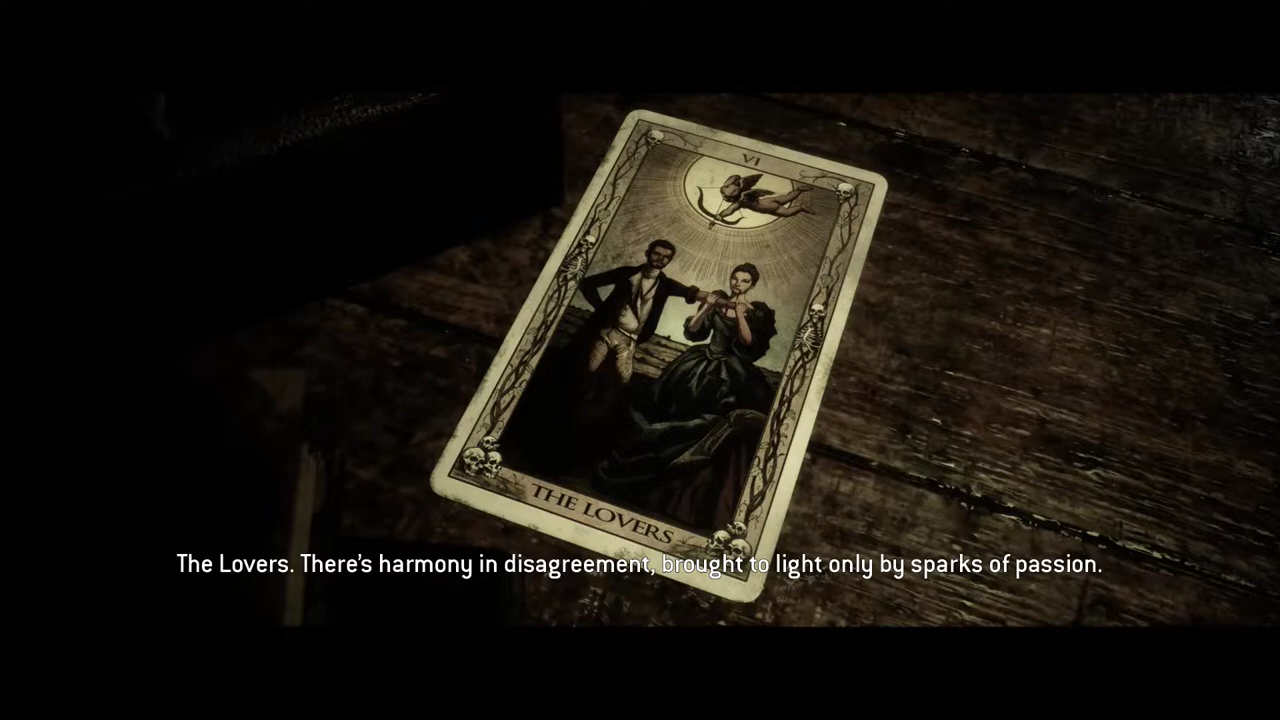 VI
THE LOVERS
The Lovers. There's harmony in disagreement, brought to light only by sparks of passion.